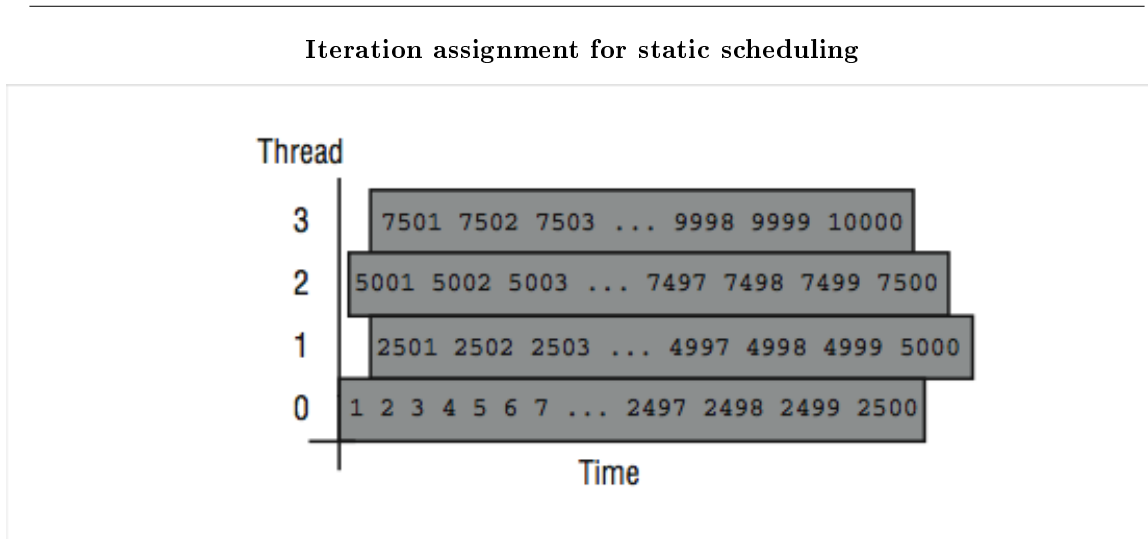 Iteration assignment for static scheduling
Thread
3 7501 7502 7503 ... 9998 9999 10000
2 5001 5002 5003 ... 7497 7498 7499 7500
1 2501 2502 2503 ... 4997 4998 4999 5000
0 1 2 3 4 5 6 7 ... 2497 2498 2499 2500
Time